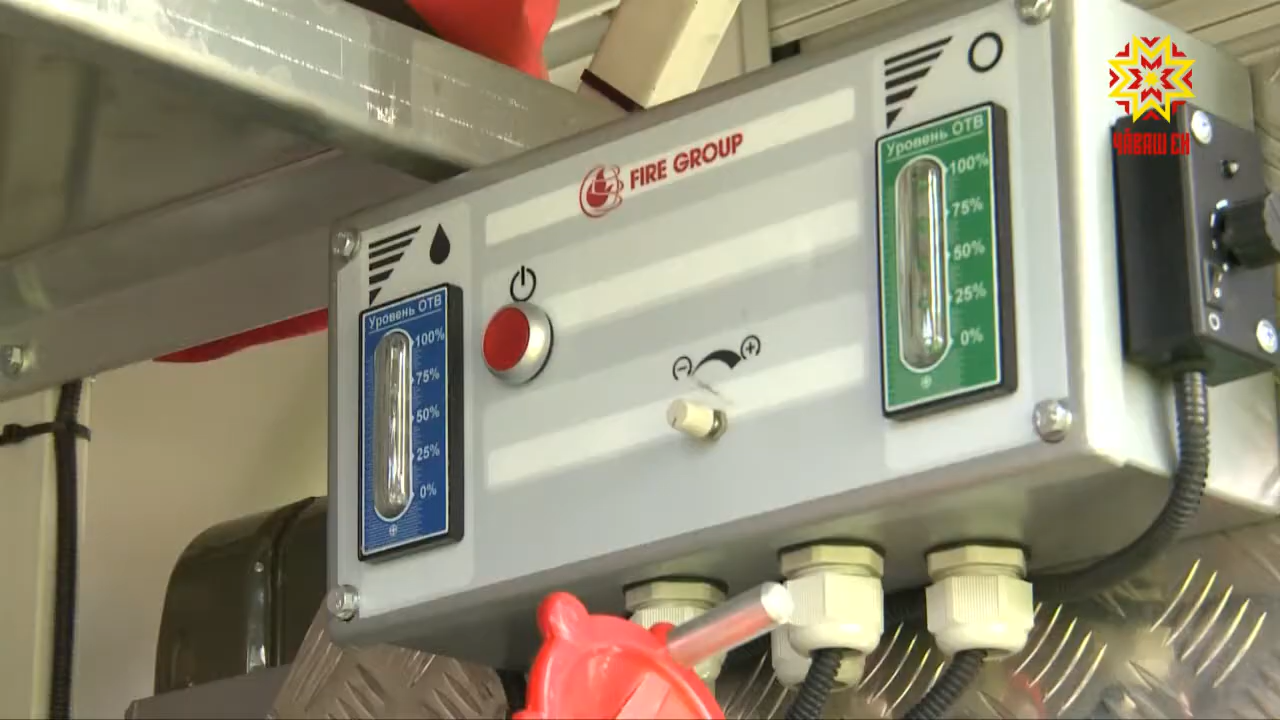 FIRE GROUP
Уровень ОТВ
100%
75%
50%
25%
0%
Уровень ОТВ
100%
75%
50%
25%
0%
ЧӐВАШ ЕН